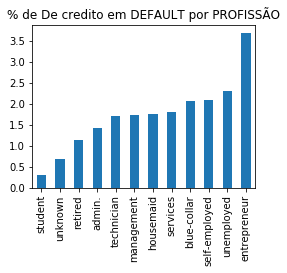 % de De credito em DEFAULT por PROFISSÃO
3.5
3.0
2.5
2.0
1.5
1.0
0.5
0.0
student
unknown
retired
admin.
technician
management
housemaid
services
blue-collar
self-employed
unemployed
entrepreneur